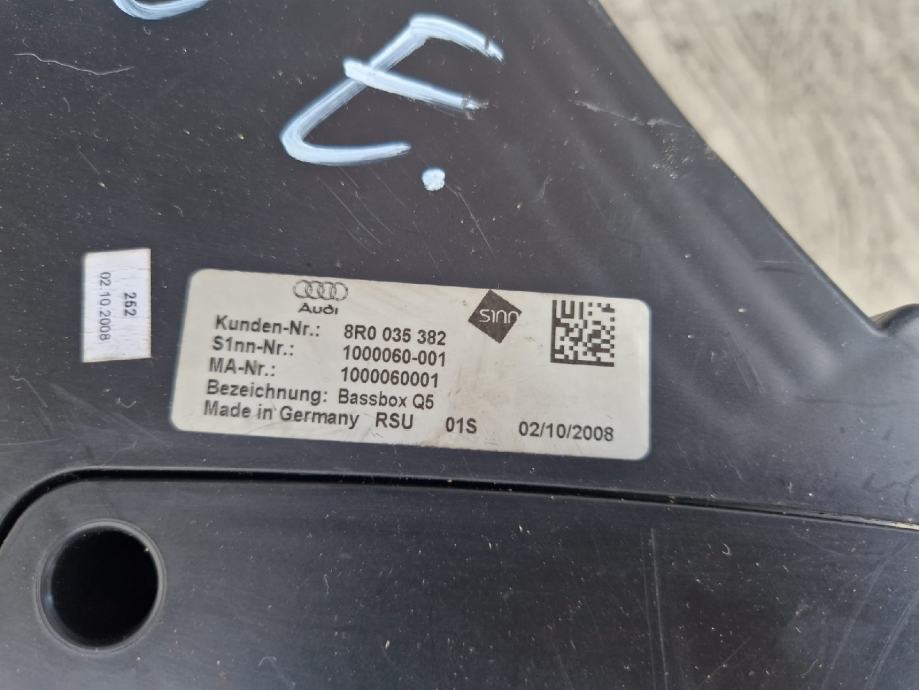 E.
252
02.10.2008
Audi
S1nn
Kunden-Nr.: 8R0 035 382
S1nn-Nr.: 1000060-001
MA-Nr.: 1000060001
Bezeichnung: Bassbox Q5
Made in Germany RSU 01S 02/10/2008